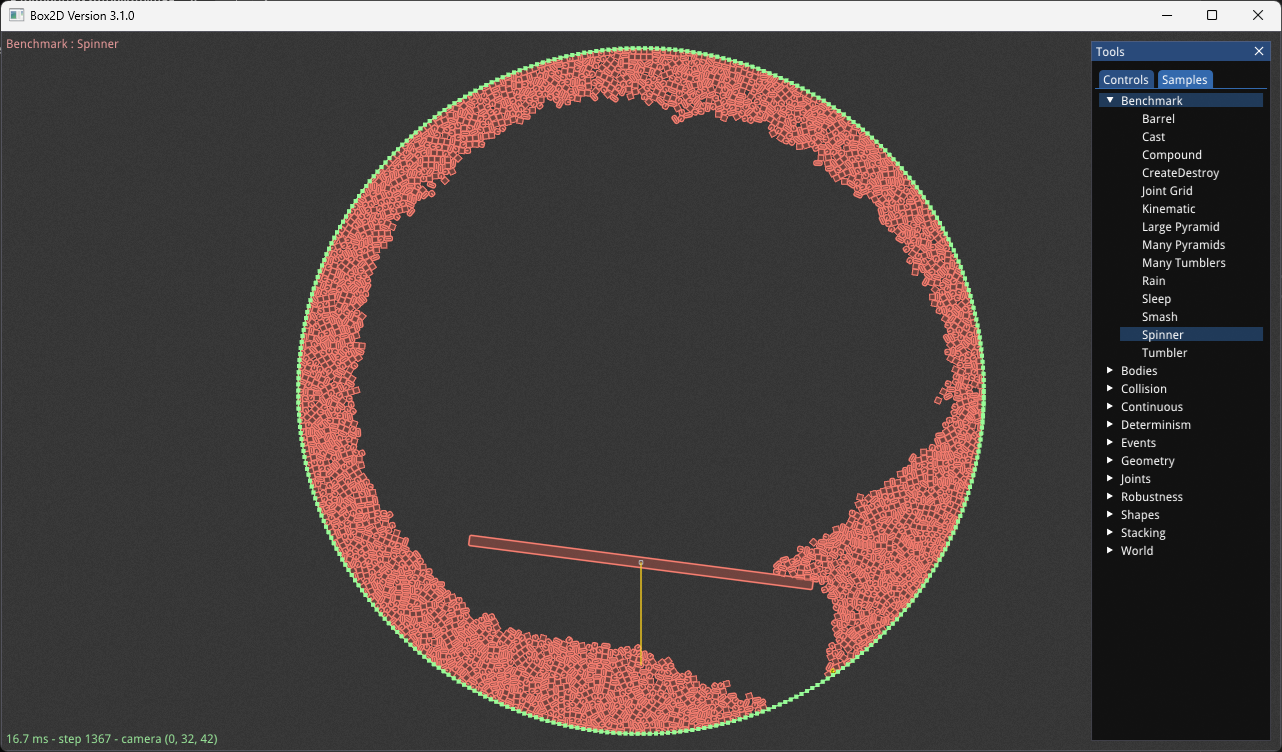 Box2D Version 3.1.0
Benchmark : Spinner
Tools
Controls Samples
Benchmark
Barrel
Cast
Compound
CreateDestroy
Joint Grid
Kinematic
Large Pyramid
Many Pyramids
Many Tumblers
Rain
Sleep
Smash
Spinner
Tumbler
Bodies
Collision
Continuous
Determinism
Events
Geometry
Joints
Robustness
Shapes
Stacking
World
16.7 ms - step 1367 - camera (0, 32, 42)